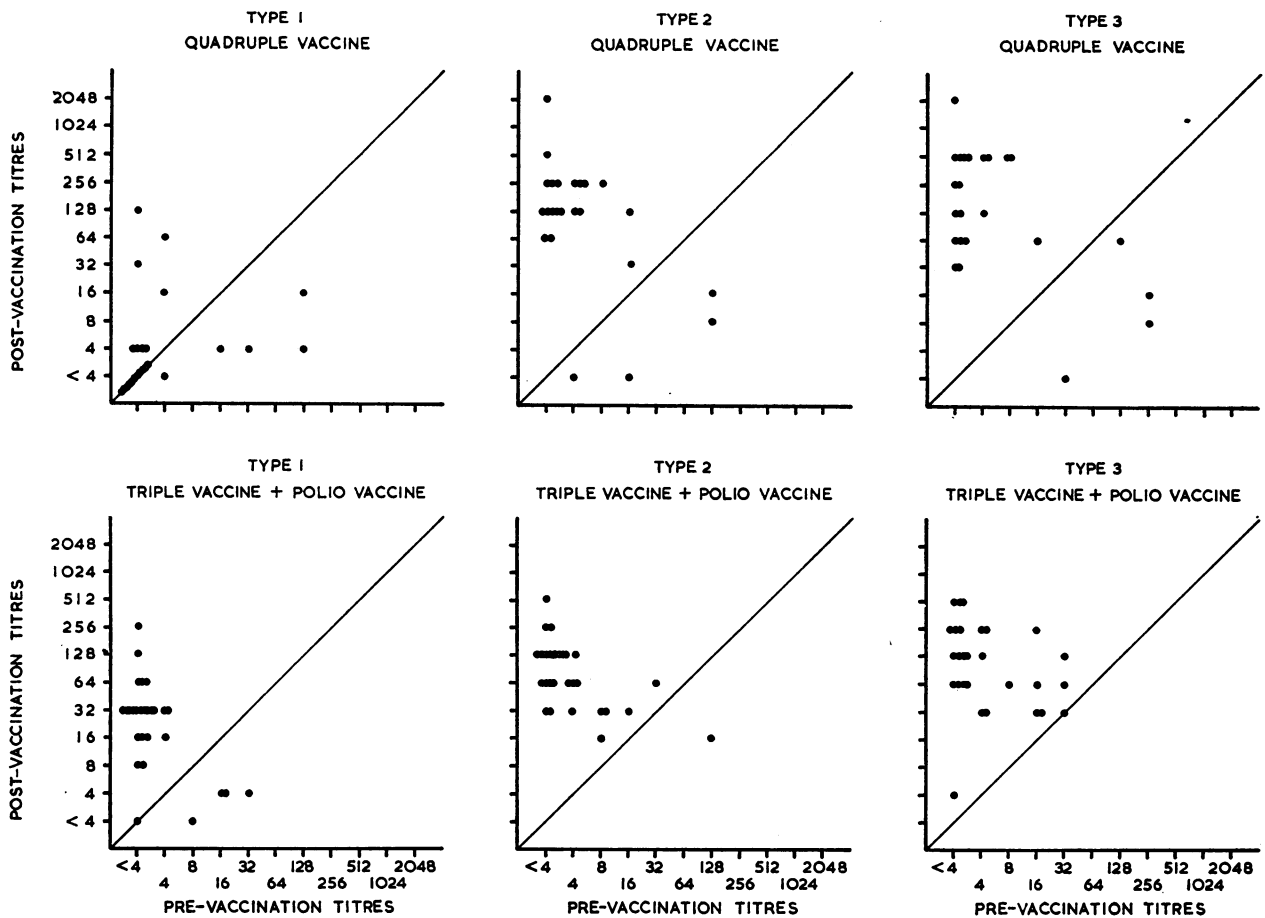 TYPE 1
QUADRUPLE VACCINE
TYPE 2
QUADRUPLE VACCINE
TYPE 3
QUADRUPLE VACCINE
POST-VACCINATION TITRES
2048
1024
512
256
128
64
32
16
8
4
< 4
TYPE 1
TRIPLE VACCINE + POLIO VACCINE
TYPE 2
TRIPLE VACCINE + POLIO VACCINE
TYPE 3
TRIPLE VACCINE + POLIO VACCINE
POST-VACCINATION TITRES
2048
1024
512
256
128
64
32
16
8
4
< 4
< 4 8 32 128 512 2048
4 16 64 256 1024
PRE-VACCINATION TITRES
< 4 8 32 128 512 2048
4 16 64 256 1024
PRE-VACCINATION TITRES
< 4 8 32 128 512 2048
4 16 64 256 1024
PRE-VACCINATION TITRES